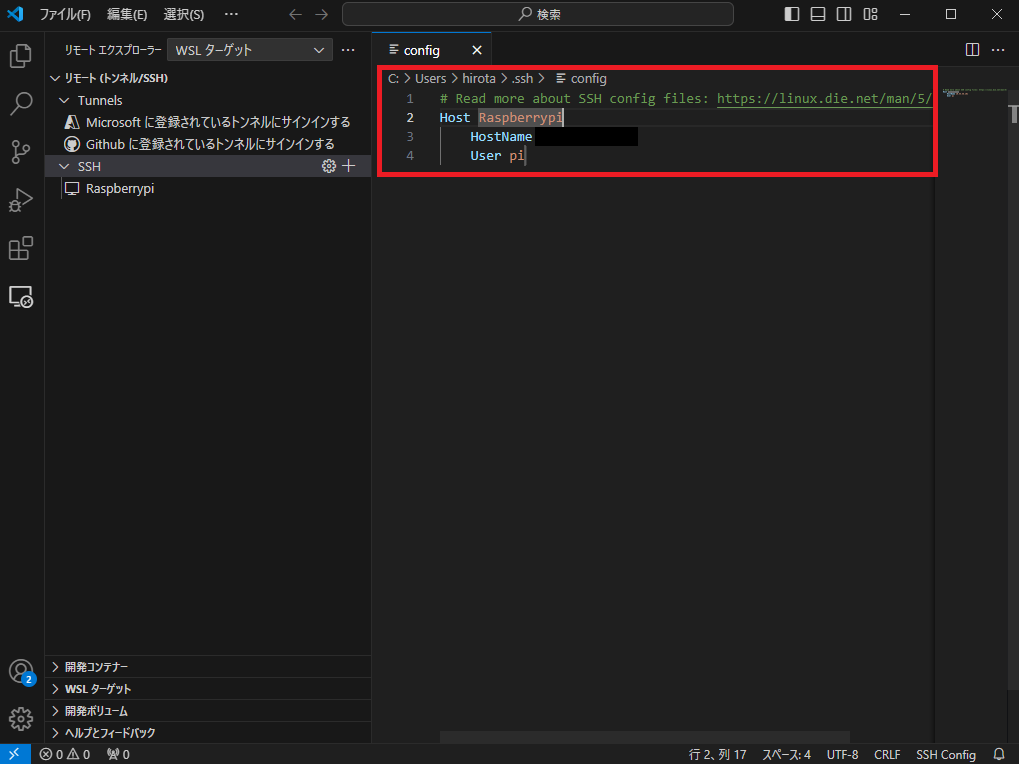 ファイル(F) 編集(E) 選択(S) ··· 検索
リモート エクスプローラー WSL ターゲット ···
config
リモート (トンネル/SSH)
Tunnels
Microsoft に登録されているトンネルにサインインする
Github に登録されているトンネルにサインインする
SSH
Raspberrypi
C: > Users > hirota > .ssh > config
1 # Read more about SSH config files: https://linux.die.net/man/5/
2 Host Raspberrypi
3 HostName
4 User pi
開発コンテナー
WSL ターゲット
開発ボリューム
ヘルプとフィードバック
2
0 0 0 行 2、列 17 スペース: 4 UTF-8 CRLF SSH Config